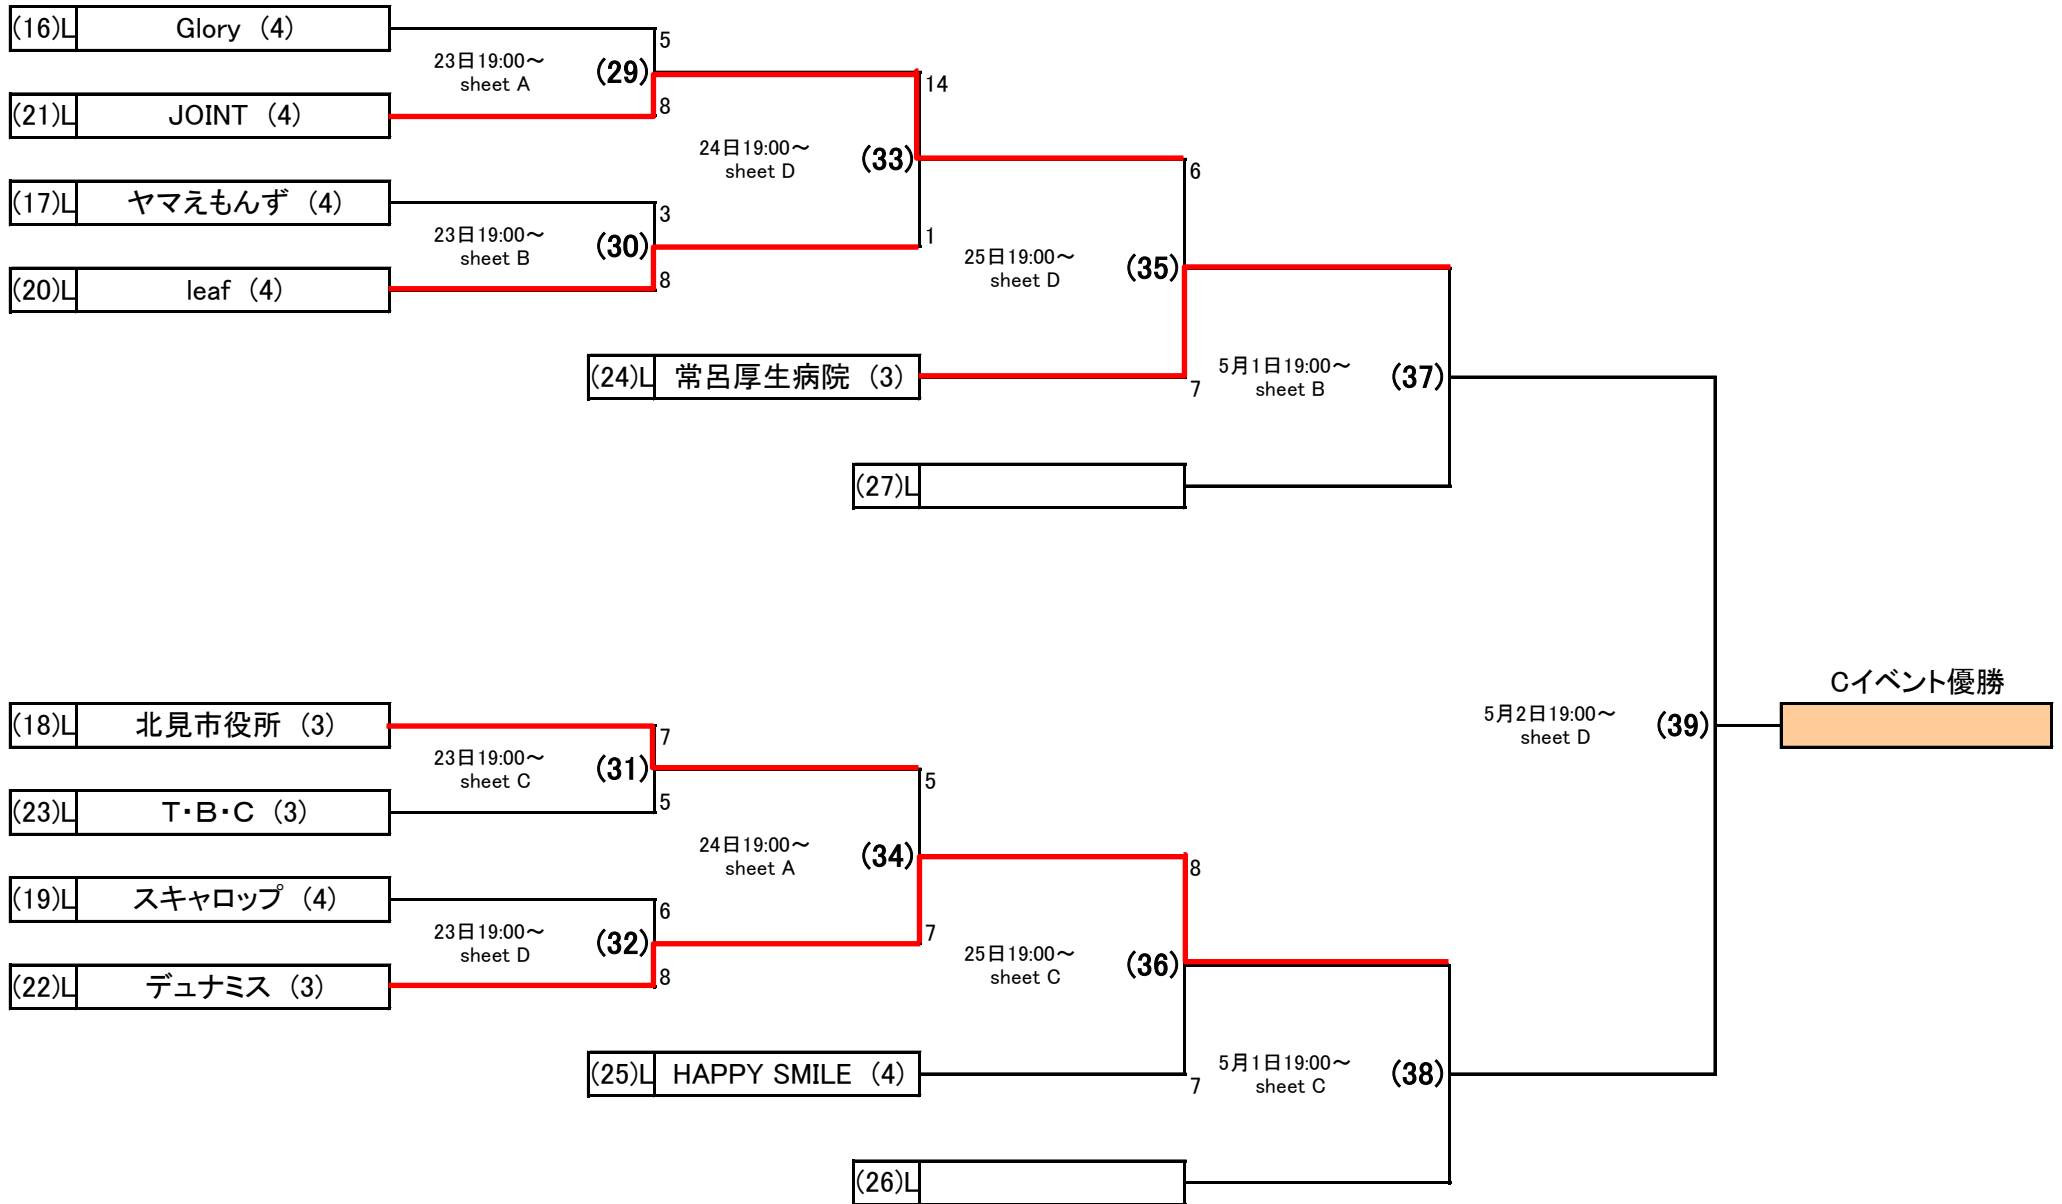 (16)L Glory (4)
5
23日19:00～
sheet A
(29)
14
(21)L JOINT (4)
8
24日19:00～
sheet D
(33)
6
(17)L ヤマえもんず (4)
3
23日19:00～
sheet B
(30)
1
25日19:00～
sheet D
(35)
(20)L leaf (4)
8
(24)L 常呂厚生病院 (3)
7
5月1日19:00～
sheet B
(37)
(27)L
Cイベント優勝
5月2日19:00～
sheet D
(39)
(18)L 北見市役所 (3)
7
23日19:00～
sheet C
(31)
5
(23)L T・B・C (3)
5
24日19:00～
sheet A
(34)
8
(19)L スキャロップ (4)
6
23日19:00～
sheet D
(32)
7
25日19:00～
sheet C
(36)
(22)L デュナミス (3)
8
(25)L HAPPY SMILE (4)
7
5月1日19:00～
sheet C
(38)
(26)L